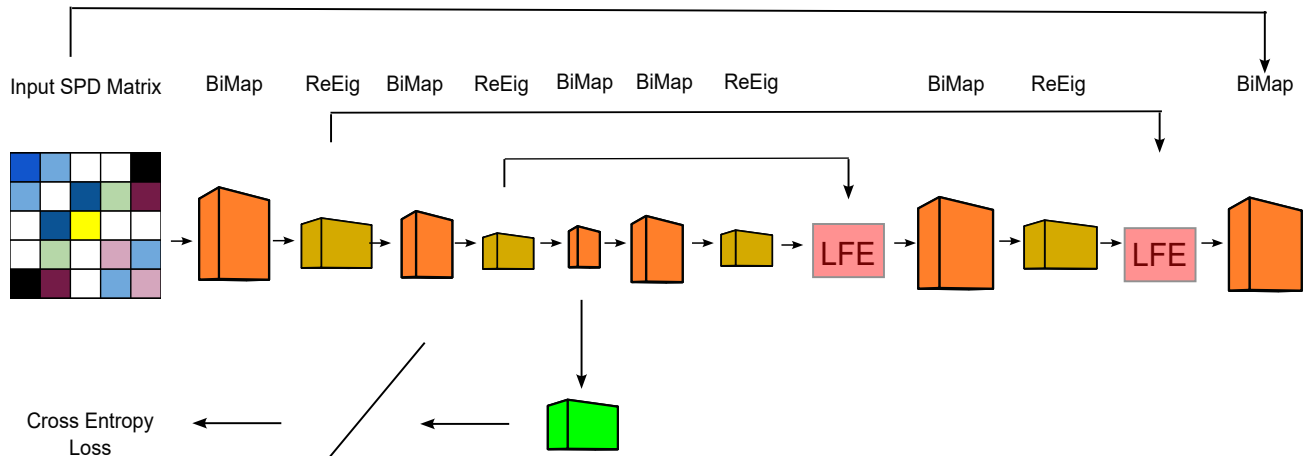 Input SPD Matrix
BiMap
ReEig
BiMap
ReEig
BiMap
BiMap
ReEig
BiMap
ReEig
BiMap
LFE
LFE
Cross Entropy
Loss